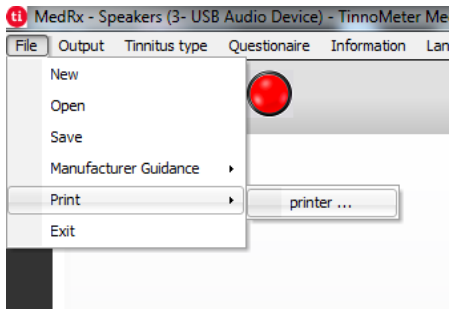 ti MedRx - Speakers (3- USB Audio Device) - TinnoMeter Me
File Output Tinnitus type Questionaire Information Lan
New
Open
Save
Manufacturer Guidance
Print
printer ...
Exit